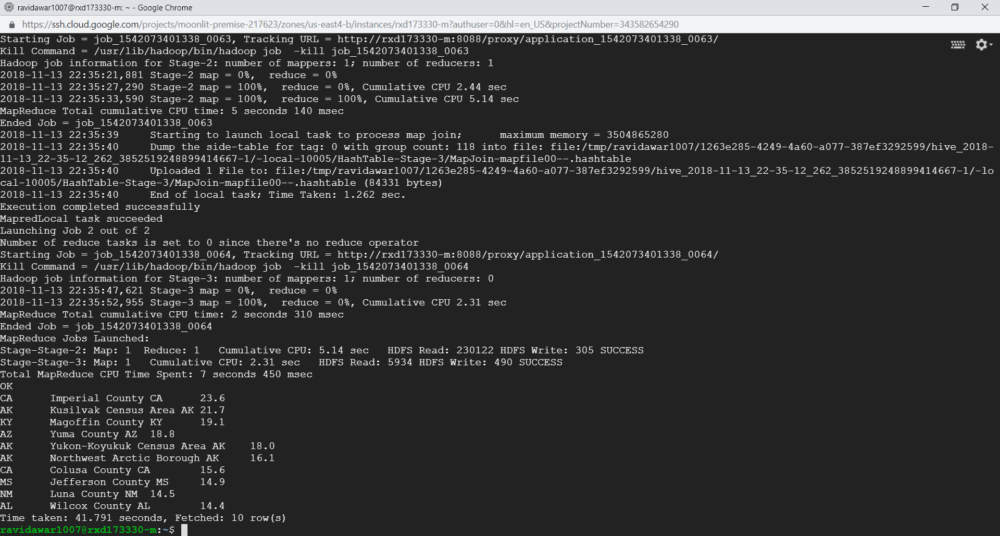 ravidawar1007@rxd173330-m: ~ - Google Chrome
https://ssh.cloud.google.com/projects/moonlit-premise-217623/zones/us-east4-b/instances/rxd173330-m?authuser=0&hl=en_US&projectNumber=343582654290
Starting Job = job_1542073401338_0063, Tracking URL = http://rxd173330-m:8088/proxy/application_1542073401338_0063/
Kill Command = /usr/lib/hadoop/bin/hadoop job  -kill job_1542073401338_0063
Hadoop job information for Stage-2: number of mappers: 1; number of reducers: 1
2018-11-13 22:35:21,881 Stage-2 map = 0%,  reduce = 0%
2018-11-13 22:35:27,290 Stage-2 map = 100%,  reduce = 0%, Cumulative CPU 2.44 sec
2018-11-13 22:35:33,590 Stage-2 map = 100%,  reduce = 100%, Cumulative CPU 5.14 sec
MapReduce Total cumulative CPU time: 5 seconds 140 msec
Ended Job = job_1542073401338_0063
2018-11-13 22:35:39     Starting to launch local task to process map join;      maximum memory = 3504865280
2018-11-13 22:35:40     Dump the side-table for tag: 0 with group count: 118 into file: file:/tmp/ravidawar1007/1263e285-4249-4a60-a077-387ef3292599/hive_2018-
11-13_22-35-12_262_3852519248899414667-1/-local-10005/HashTable-Stage-3/MapJoin-mapfile00--.hashtable
2018-11-13 22:35:40     Uploaded 1 File to: file:/tmp/ravidawar1007/1263e285-4249-4a60-a077-387ef3292599/hive_2018-11-13_22-35-12_262_3852519248899414667-1/-lo
cal-10005/HashTable-Stage-3/MapJoin-mapfile00--.hashtable (84331 bytes)
2018-11-13 22:35:40     End of local task; Time Taken: 1.262 sec.
Execution completed successfully
MapredLocal task succeeded
Launching Job 2 out of 2
Number of reduce tasks is set to 0 since there's no reduce operator
Starting Job = job_1542073401338_0064, Tracking URL = http://rxd173330-m:8088/proxy/application_1542073401338_0064/
Kill Command = /usr/lib/hadoop/bin/hadoop job  -kill job_1542073401338_0064
Hadoop job information for Stage-3: number of mappers: 1; number of reducers: 0
2018-11-13 22:35:47,621 Stage-3 map = 0%,  reduce = 0%
2018-11-13 22:35:52,955 Stage-3 map = 100%,  reduce = 0%, Cumulative CPU 2.31 sec
MapReduce Total cumulative CPU time: 2 seconds 310 msec
Ended Job = job_1542073401338_0064
MapReduce Jobs Launched:
Stage-Stage-2: Map: 1  Reduce: 1   Cumulative CPU: 5.14 sec   HDFS Read: 230122 HDFS Write: 305 SUCCESS
Stage-Stage-3: Map: 1   Cumulative CPU: 2.31 sec   HDFS Read: 5934 HDFS Write: 490 SUCCESS
Total MapReduce CPU Time Spent: 7 seconds 450 msec
OK
CA      Imperial County CA      23.6
AK      Kusilvak Census Area AK 21.7
KY      Magoffin County KY      19.1
AZ      Yuma County AZ  18.8
AK      Yukon-Koyukuk Census Area AK    18.0
AK      Northwest Arctic Borough AK     16.1
CA      Colusa County CA        15.6
MS      Jefferson County MS     14.9
NM      Luna County NM  14.5
AL      Wilcox County AL        14.4
Time taken: 41.791 seconds, Fetched: 10 row(s)
ravidawar1007@rxd173330-m:~$